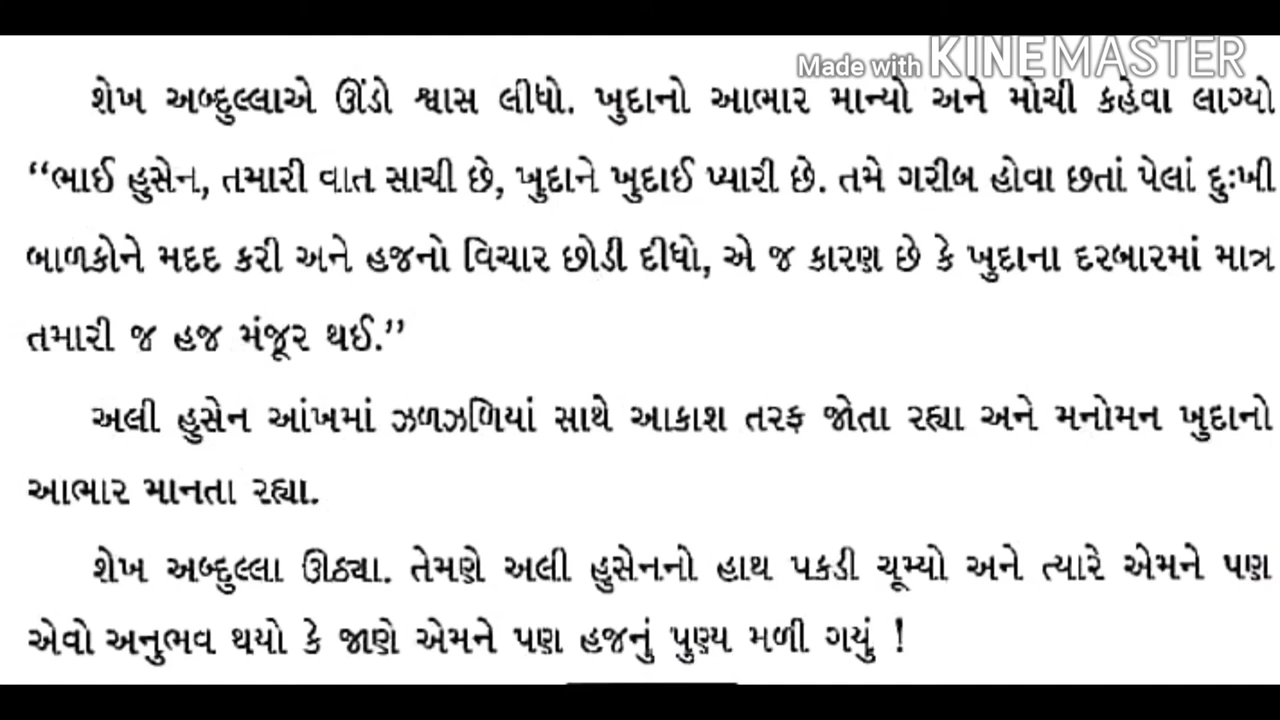 Made with KINEMASTER
શેખ અબ્દુલ્લાએ ઊંડો શ્વાસ લીધો. ખુદાનો આભાર માન્યો અને મોચી કહેવા લાગ્યો
“ભાઈ હુસેન, તમારી વાત સાચી છે, ખુદાને ખુદાઈ પ્યારી છે. તમે ગરીબ હોવા છતાં પેલાં દુઃખી
બાળકોને મદદ કરી અને હજનો વિચાર છોડી દીધો, એ જ કારણ છે કે ખુદાના દરબારમાં માત્ર
તમારી જ હજ મંજૂર થઈ.”
અલી હુસેન આંખમાં ઝળઝળિયાં સાથે આકાશ તરફ જોતા રહ્યા અને મનોમન ખુદાનો
આભાર માનતા રહ્યા.
શેખ અબ્દુલ્લા ઊઠ્યા. તેમણે અલી હુસેનનો હાથ પકડી ચૂમ્યો અને ત્યારે એમને પણ
એવો અનુભવ થયો કે જાણે એમને પણ હજનું પુણ્ય મળી ગયું !